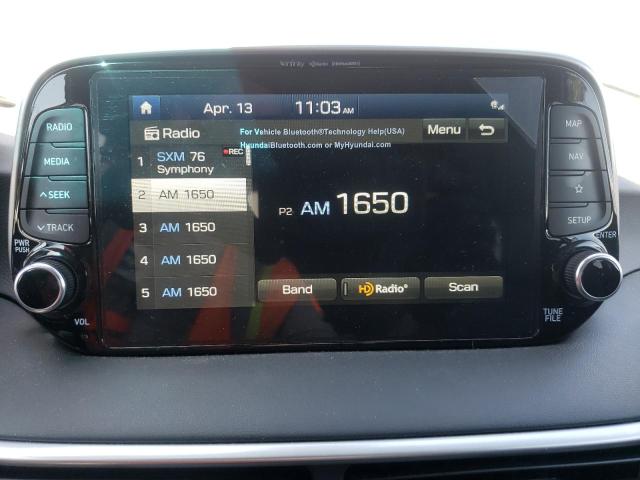 Apr. 13 11:03 AM
Radio
For Vehicle Bluetooth®Technology Help(USA)
HyundaiBluetooth.com or MyHyundai.com
Menu
1 SXM 76 REC
Symphony
2 AM 1650
3 AM 1650
4 AM 1650
5 AM 1650
P2 AM 1650
Band
HD Radio®
Scan
RADIO
MEDIA
SEEK
TRACK
PWR
PUSH
VOL
MAP
NAV
SETUP
ENTER
TUNE
FILE